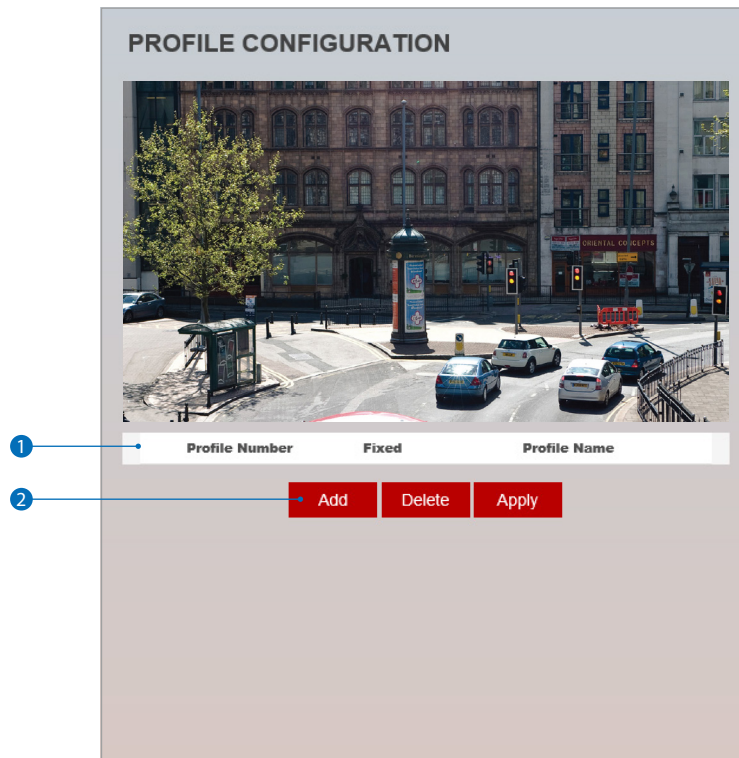 PROFILE CONFIGURATION
ORIENTAL CONCEPTS
1
Profile Number Fixed Profile Name
2
Add Delete Apply